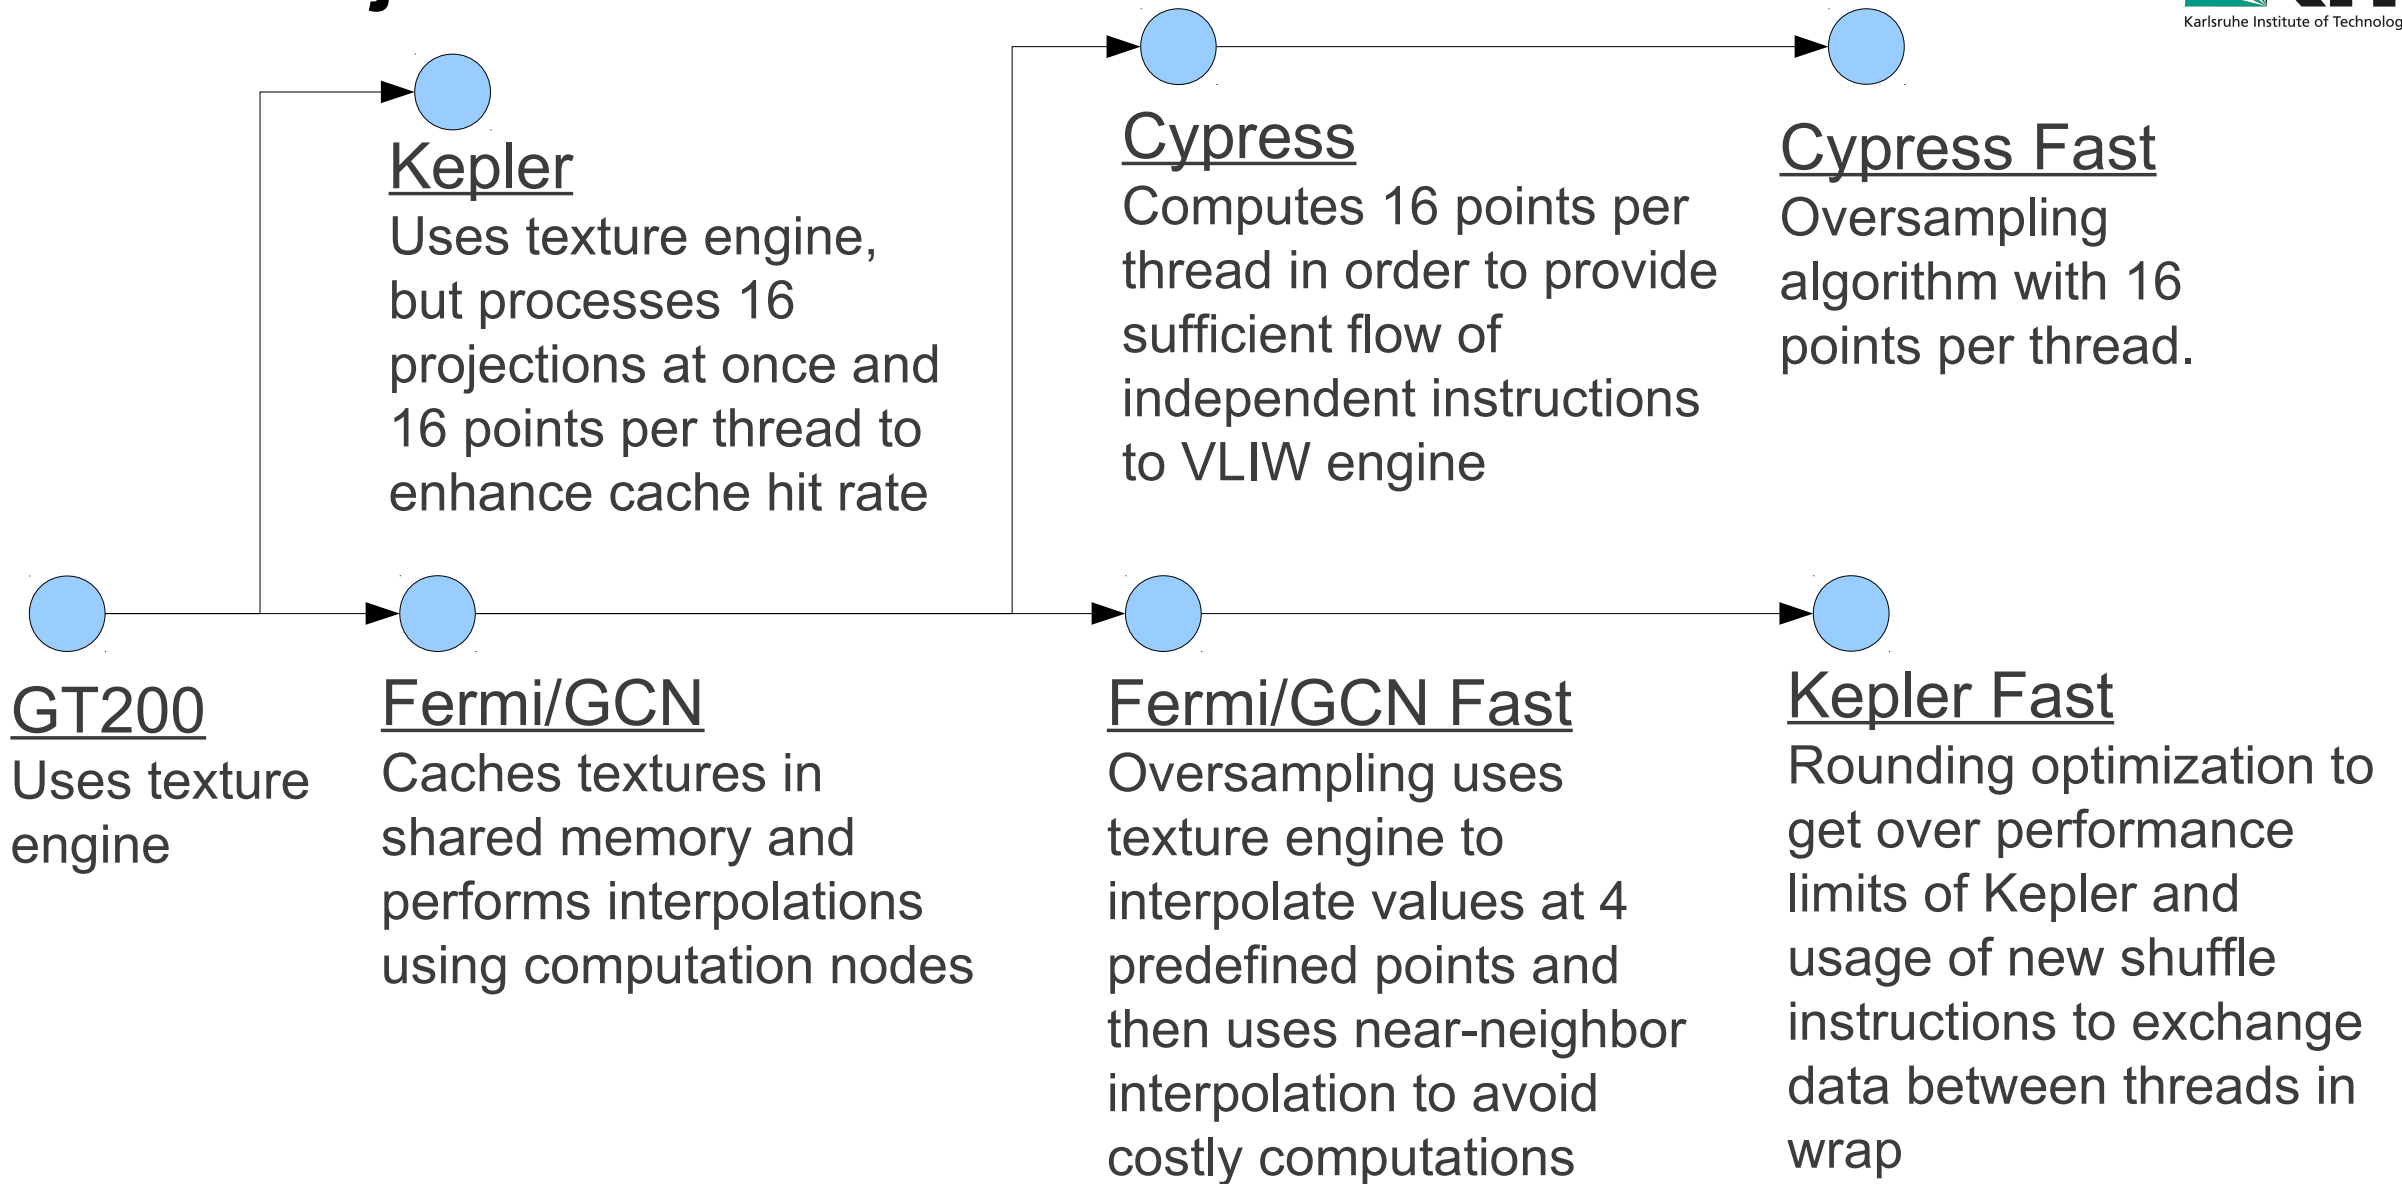 Karlsruhe Institute of Technolog
Kepler
Uses texture engine,
but processes 16
projections at once and
16 points per thread to
enhance cache hit rate
Cypress
Computes 16 points per
thread in order to provide
sufficient flow of
independent instructions
to VLIW engine
Cypress Fast
Oversampling
algorithm with 16
points per thread.
GT200
Uses texture
engine
Fermi/GCN
Caches textures in
shared memory and
performs interpolations
using computation nodes
Fermi/GCN Fast
Oversampling uses
texture engine to
interpolate values at 4
predefined points and
then uses near-neighbor
interpolation to avoid
costly computations
Kepler Fast
Rounding optimization to
get over performance
limits of Kepler and
usage of new shuffle
instructions to exchange
data between threads in
wrap